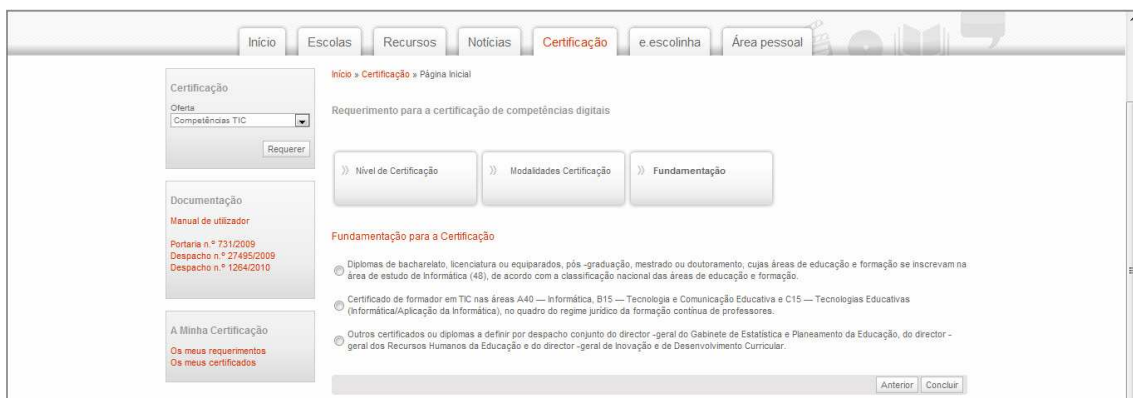 Início Escolas Recursos Notícias Certificação e.escolinha Área pessoal
Início » Certificação » Página Inicial
Certificação
Oferta
Competências TIC
Requerer
Documentação
Manual de utilizador
Portaria n.º 731/2009
Despacho n.º 27495/2009
Despacho n.º 1264/2010
A Minha Certificação
Os meus requerimentos
Os meus certificados
Requerimento para a certificação de competências digitais
Nível de Certificação
Modalidades Certificação
Fundamentação
Fundamentação para a Certificação
Diplomas de bacharelato, licenciatura ou equiparados, pós -graduação, mestrado ou doutoramento, cujas áreas de educação e formação se inscrevam na
área de estudo de Informática (48), de acordo com a classificação nacional das áreas de educação e formação.
Certificado de formador em TIC nas áreas A40 — Informática, B15 — Tecnologia e Comunicação Educativa e C15 — Tecnologias Educativas
(Informática/Aplicação da Informática), no quadro do regime jurídico da formação contínua de professores.
Outros certificados ou diplomas a definir por despacho conjunto do director -geral do Gabinete de Estatística e Planeamento da Educação, do director -
geral dos Recursos Humanos da Educação e do director -geral de Inovação e de Desenvolvimento Curricular.
Anterior Concluir